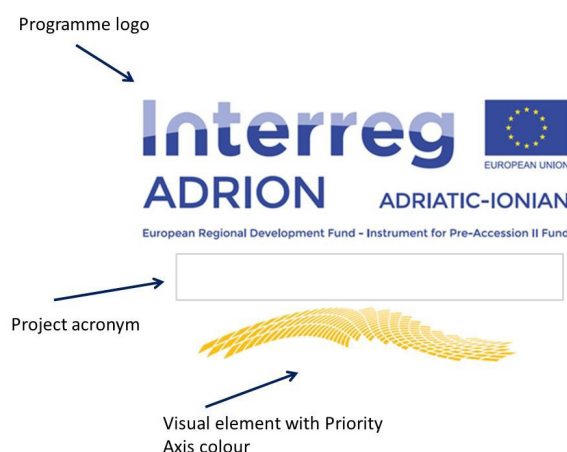 Programme logo
Interreg
EUROPEAN UNION
ADRION ADRIATIC-IONIAN
European Regional Development Fund - Instrument for Pre-Accession II Fund
Project acronym
Visual element with Priority
Axis colour